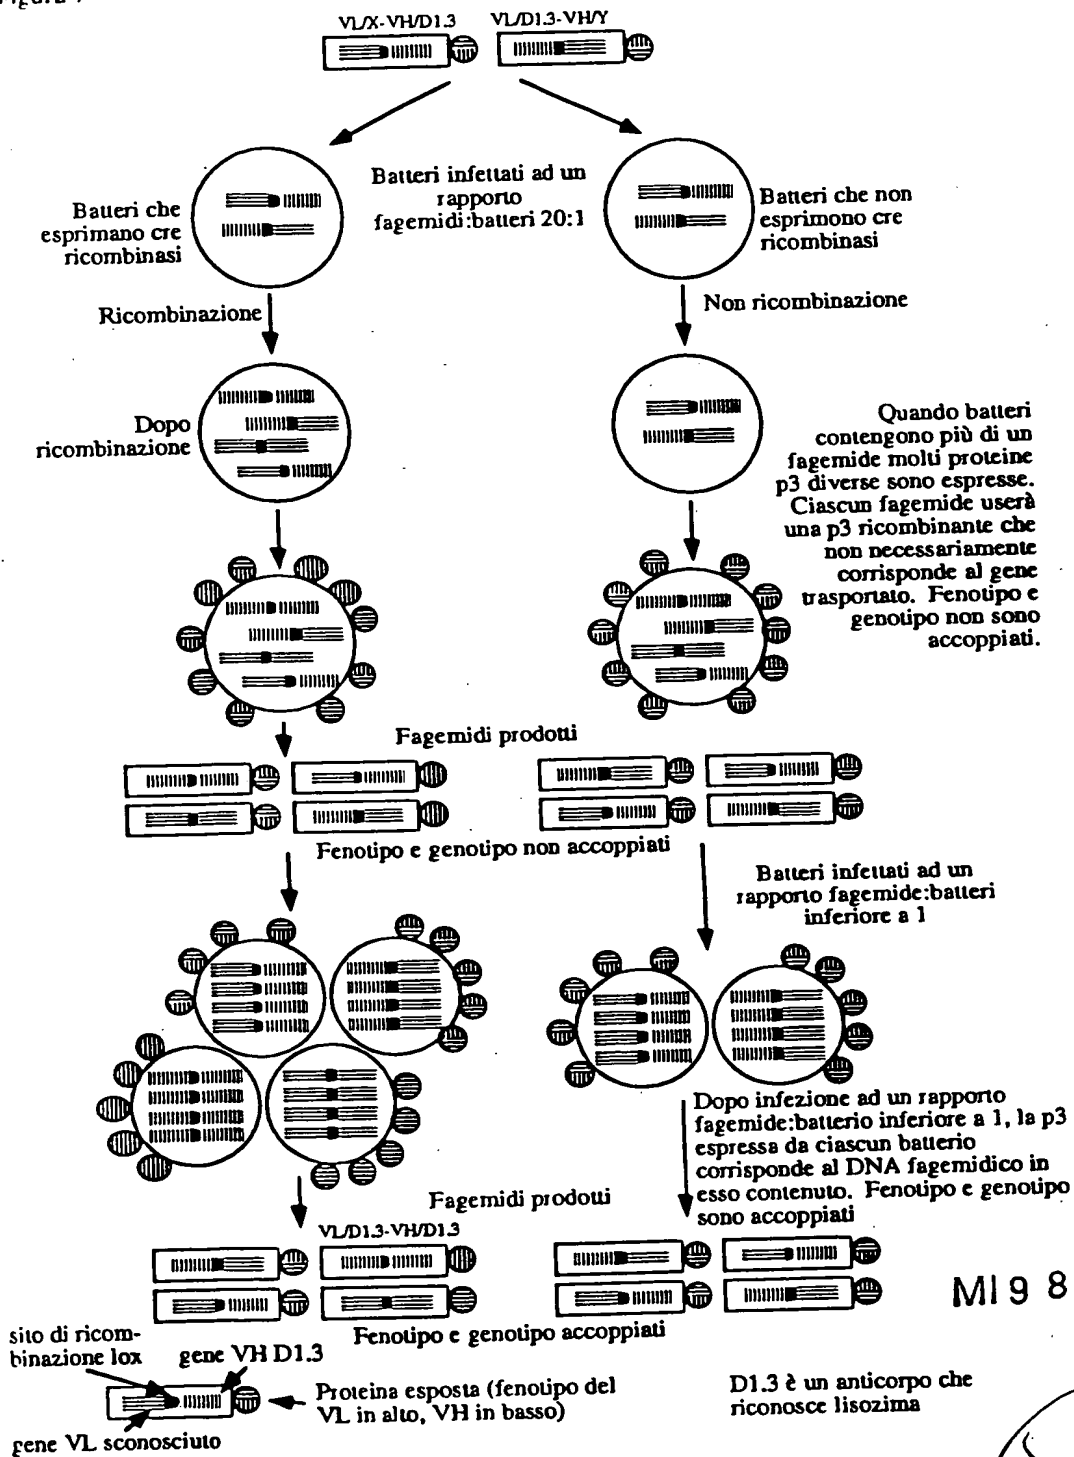 VL/X-VH/D1.3
VL/D1.3-VH/Y
Batteri infettati ad un
rapporto
fagemidi:batteri 20:1
Batteri che
esprimano cre
ricombinasi
Batteri che non
esprimono cre
ricombinasi
Ricombinazione
Non ricombinazione
Dopo
ricombinazione
Quando batteri
contengono più di un
fagemide molti proteine
p3 diverse sono espresse.
Ciascun fagemide userà
una p3 ricombinante che
non necessariamente
corrisponde al gene
trasportato. Fenotipo e
genotipo non sono
accoppiati.
Fagemidi prodotti
Fenotipo e genotipo non accoppiati
Batteri infettati ad un
rapporto fagemide:batteri
inferiore a 1
Dopo infezione ad un rapporto
fagemide:batterio inferiore a 1, la p3
espressa da ciascun batterio
corrisponde al DNA fagemidico in
esso contenuto. Fenotipo e genotipo
sono accoppiati
Fagemidi prodotti
VL/D1.3-VH/D1.3
MI 9 8
Fenotipo e genotipo accoppiati
sito di ricom-
binazione lox
gene VH D1.3
Proteina esposta (fenotipo del
VL in alto, VH in basso)
D1.3 è un anticorpo che
riconosce lisozima
gene VL sconosciuto